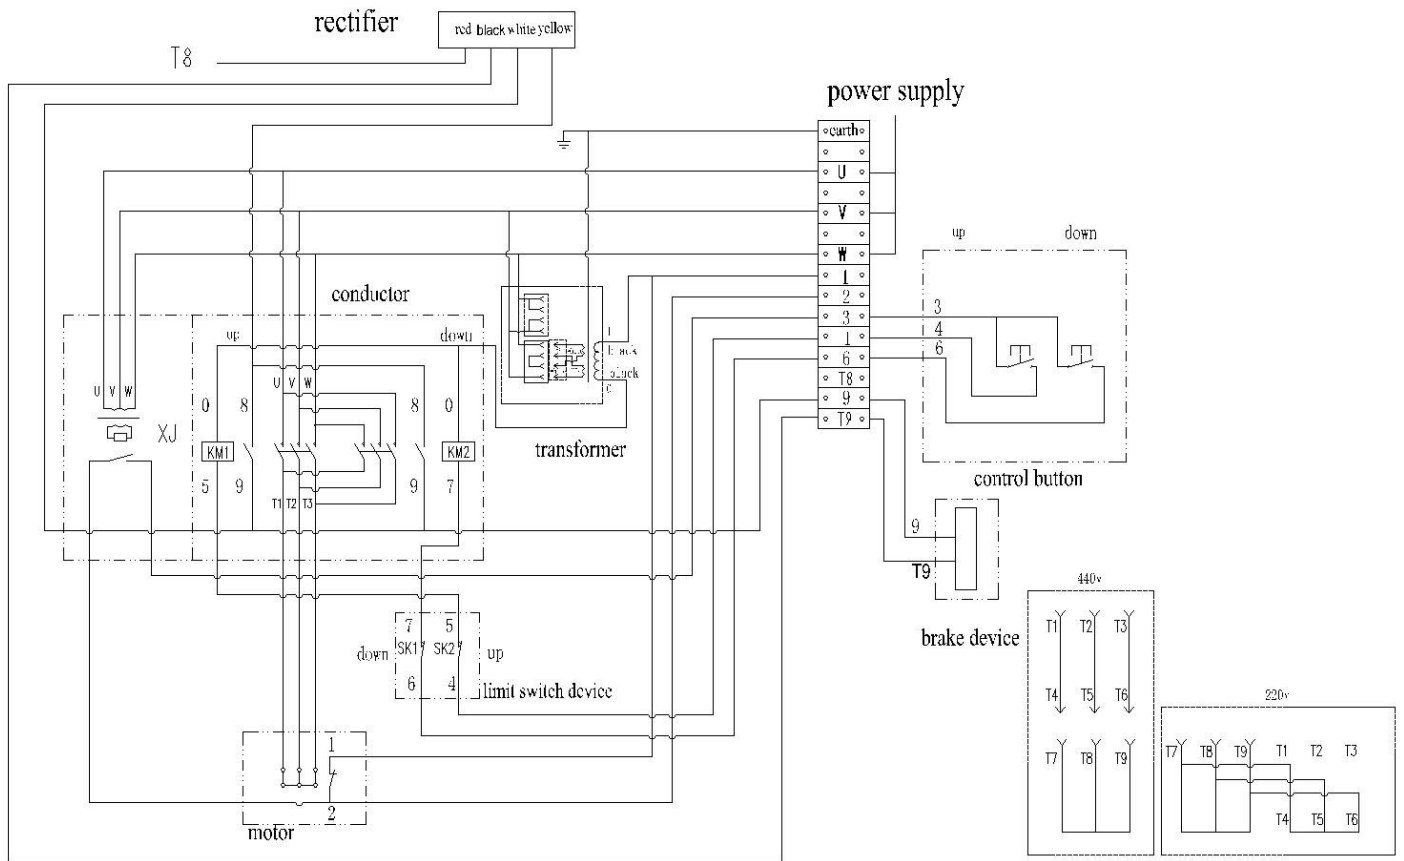 rectifier
red black white yellow
T8
power supply
earth
U
V
W
1
2
3
1
6
T8
9
T9
up down
3
4
6
control button
conductor
up down
U V W
U V W
0 8 8 0
XJ
KM1 KM2
5 9 9 7
T1 T2 T3
1
black
black
0
transformer
9
T9
brake device
7 5
down SK1 SK2 up
6 4
limit switch device
1
2
motor
440v
T1 T2 T3
T4 T5 T6
T7 T8 T9
220v
T7 T8 T9 T1 T2 T3
T4 T5 T6